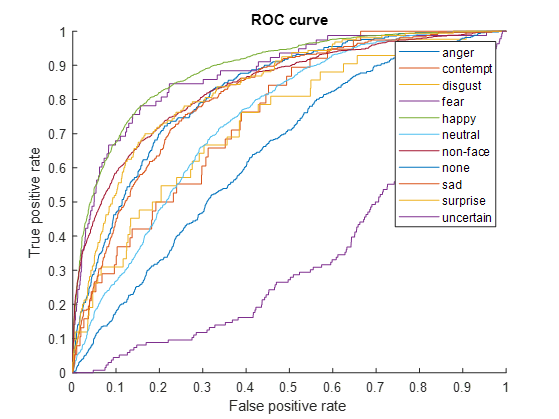 ROC curve
True positive rate
1
0.9
0.8
0.7
0.6
0.5
0.4
0.3
0.2
0.1
0
anger
contempt
disgust
fear
happy
neutral
non-face
none
sad
surprise
uncertain
0 0.1 0.2 0.3 0.4 0.5 0.6 0.7 0.8 0.9 1
False positive rate